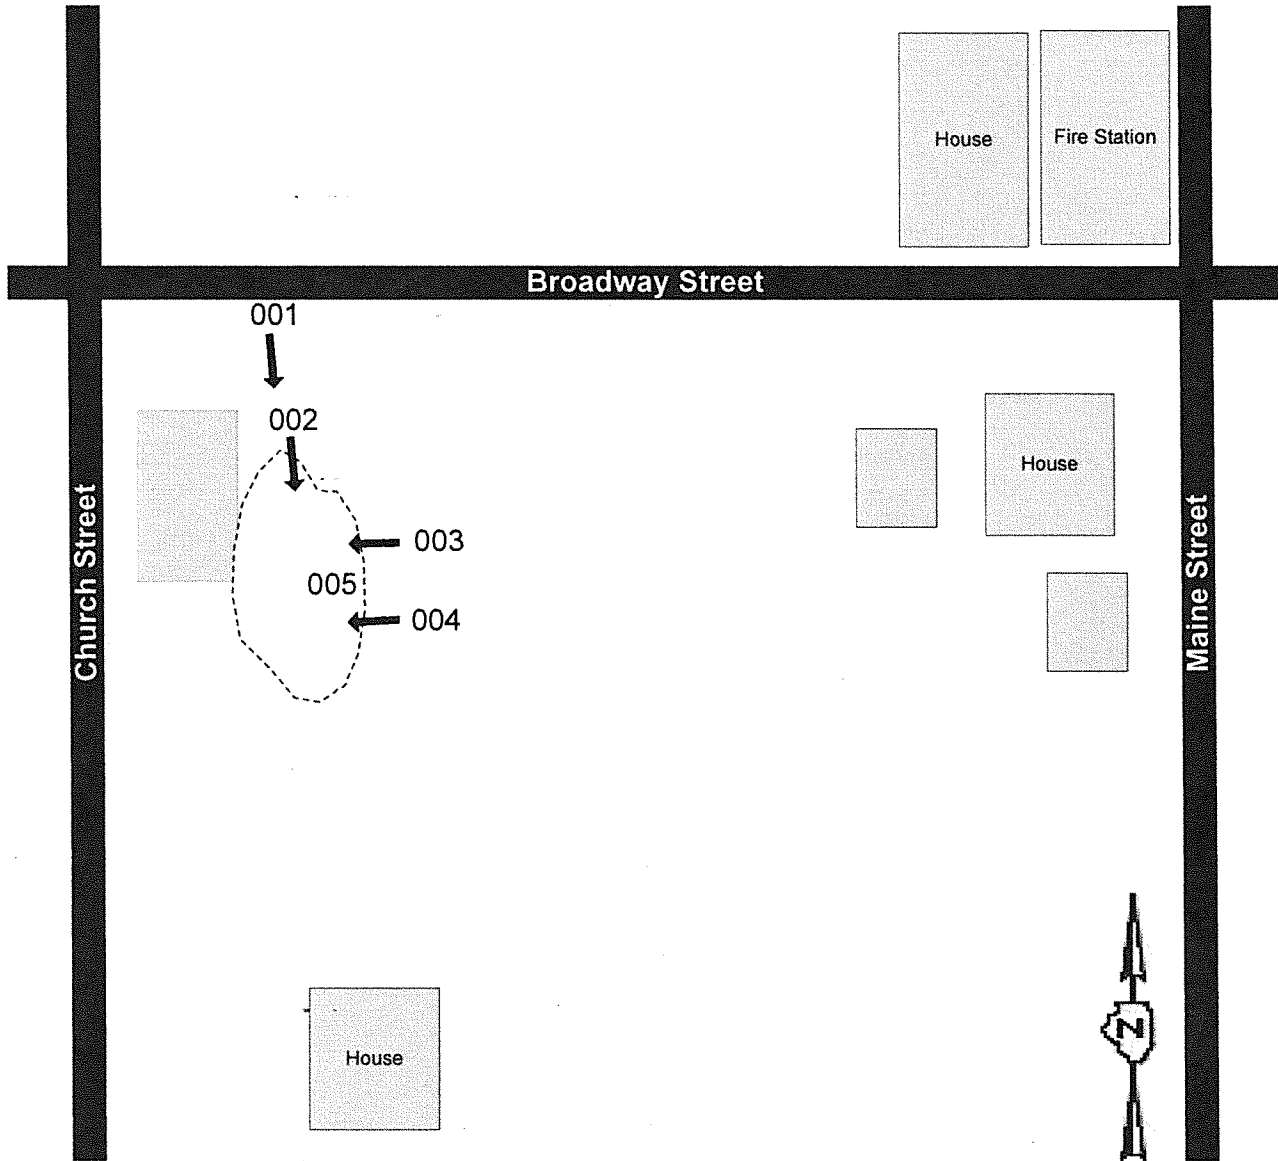 House
Fire Station
Broadway Street
001
002
House
003
005
004
Church Street
Maine Street
House
N